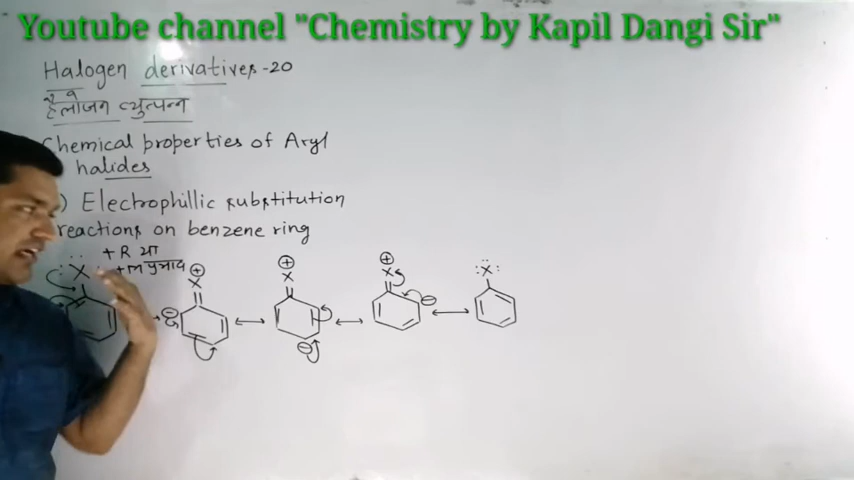 Youtube channel "Chemistry by Kapil Dangi Sir"
Halogen derivatives-20
हैलोजन व्युत्पन्न
Chemical properties of Aryl
halides
) Electrophillic substitution
reactions on benzene ring
+R या
+M प्रभाव
X
X
X
X
X